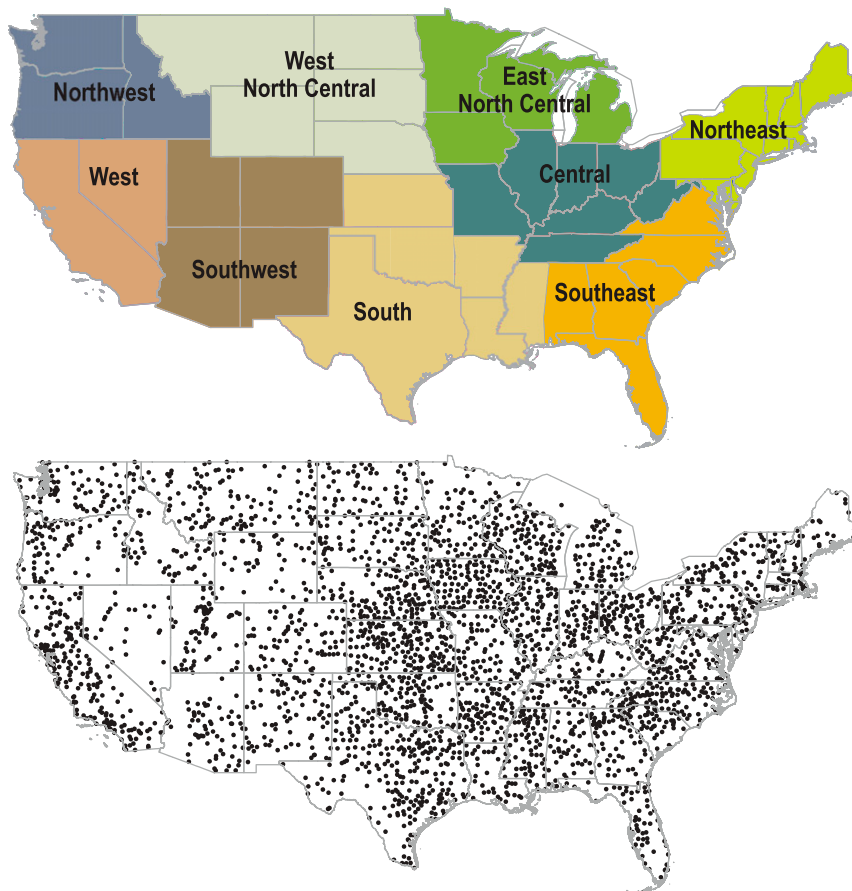 West
North Central
East
North Central
Northwest
Northeast
West
Central
Southwest
Southeast
South